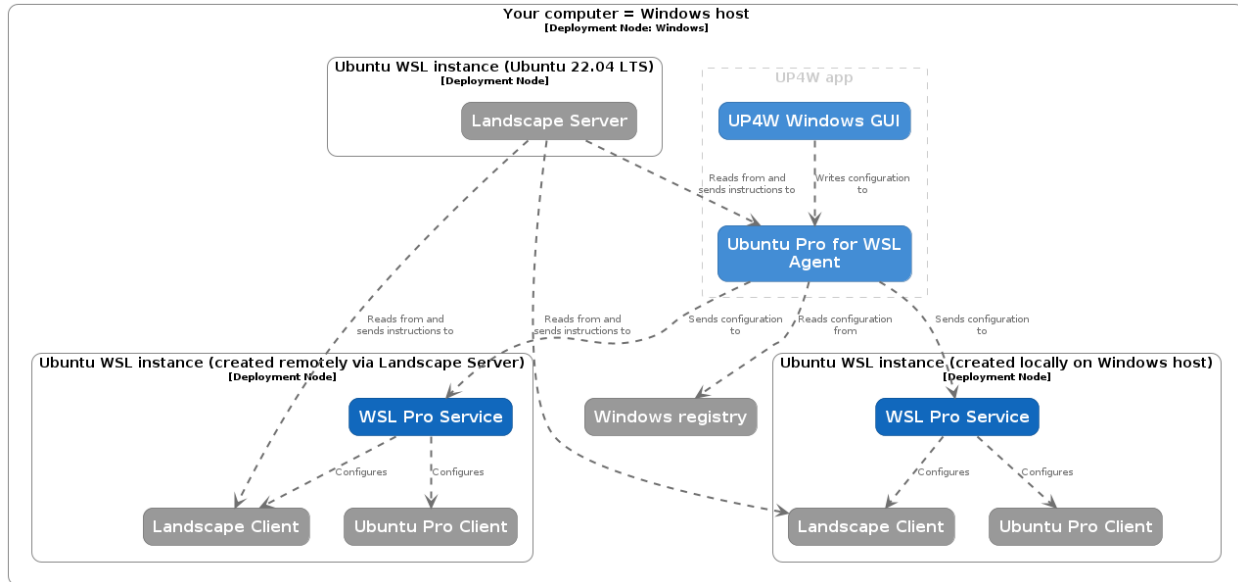 Your computer = Windows host
[Deployment Node: Windows]
Ubuntu WSL instance (Ubuntu 22.04 LTS)
[Deployment Node]
UP4W app
Landscape Server
UP4W Windows GUI
Reads from and
sends instructions to
Writes configuration
to
Ubuntu Pro for WSL
Agent
Reads from and
sends instructions to
Reads from and
sends instructions to
Sends configuration
to
Reads configuration
from
Sends configuration
to
Ubuntu WSL instance (created remotely via Landscape Server)
[Deployment Node]
Ubuntu WSL instance (created locally on Windows host)
[Deployment Node]
WSL Pro Service
Windows registry
WSL Pro Service
Configures
Configures
Configures
Configures
Landscape Client
Ubuntu Pro Client
Landscape Client
Ubuntu Pro Client